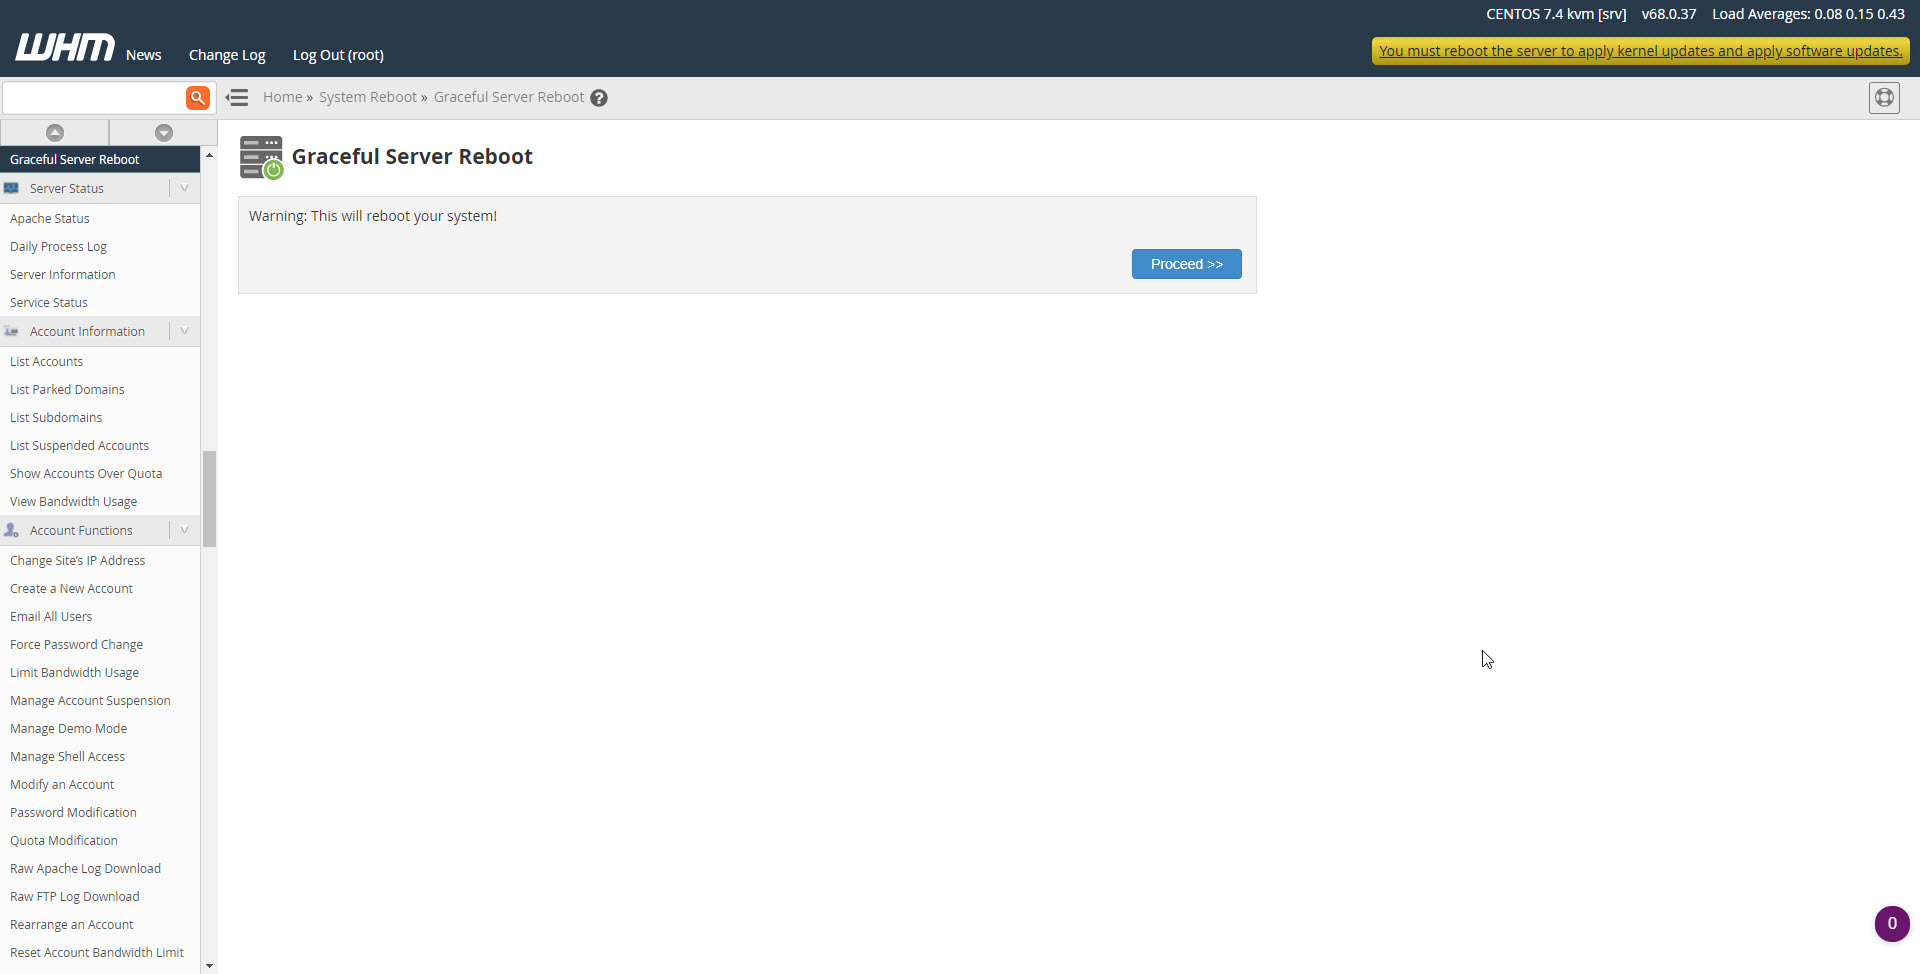 CENTOS 7.4 kvm [srv] v68.0.37 Load Averages: 0.08 0.15 0.43
WHM News Change Log Log Out (root)
You must reboot the server to apply kernel updates and apply software updates.
Home » System Reboot » Graceful Server Reboot ?
Graceful Server Reboot
Server Status
Apache Status
Daily Process Log
Server Information
Service Status
Account Information
List Accounts
List Parked Domains
List Subdomains
List Suspended Accounts
Show Accounts Over Quota
View Bandwidth Usage
Account Functions
Change Site's IP Address
Create a New Account
Email All Users
Force Password Change
Limit Bandwidth Usage
Manage Account Suspension
Manage Demo Mode
Manage Shell Access
Modify an Account
Password Modification
Quota Modification
Raw Apache Log Download
Raw FTP Log Download
Rearrange an Account
Reset Account Bandwidth Limit
Graceful Server Reboot
Warning: This will reboot your system!
Proceed >>
0